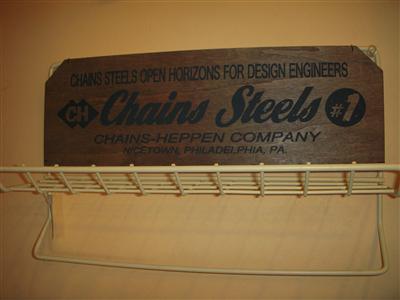 CHAINS STEELS OPEN HORIZONS FOR DESIGN ENGINEERS
CH Chains Steels #1
CHAINS-HEPPEN COMPANY
NICETOWN, PHILADELPHIA, PA.